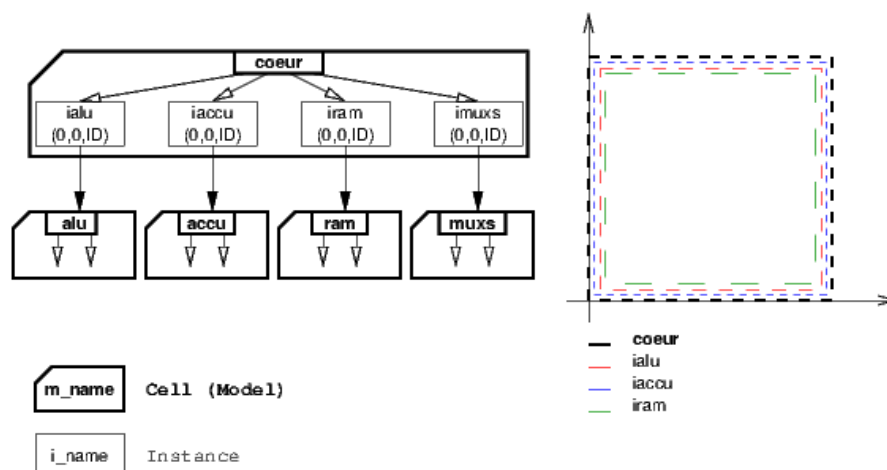 coeur
ialu
(0,0,ID)
iaccu
(0,0,ID)
iram
(0,0,ID)
imuxs
(0,0,ID)
alu
accu
ram
muxs
coeur
ialu
iaccu
iram
m_name
Cell (Model)
i_name
Instance